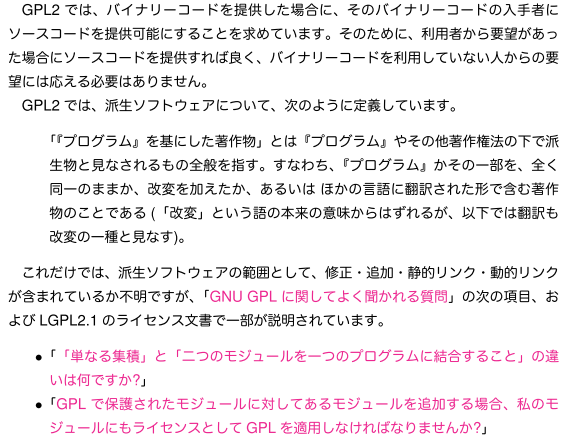 GPL2 では、バイナリーコードを提供した場合に、そのバイナリーコードの入手者に
ソースコードを提供可能にすることを求めています。そのために、利用者から要望があっ
た場合にソースコードを提供すれば良く、バイナリーコードを利用していない人からの要
望には応える必要はありません。
GPL2 では、派生ソフトウェアについて、次のように定義しています。
「『プログラム』を基にした著作物」とは『プログラム』やその他著作権法の下で派
生物と見なされるもの全般を指す。すなわち、『プログラム』かその一部を、全く
同一のままか、改変を加えたか、あるいは ほかの言語に翻訳された形で含む著作
物のことである (「改変」という語の本来の意味からはずれるが、以下では翻訳も
改変の一種と見なす)。
これだけでは、派生ソフトウェアの範囲として、修正・追加・静的リンク・動的リンク
が含まれているか不明ですが、「GNU GPL に関してよく聞かれる質問」の次の項目、お
よび LGPL2.1 のライセンス文書で一部が説明されています。
•「「単なる集積」と「二つのモジュールを一つのプログラムに結合すること」の違
いは何ですか?」
•「GPL で保護されたモジュールに対してあるモジュールを追加する場合、私のモ
ジュールにもライセンスとして GPL を適用しなければなりませんか?」